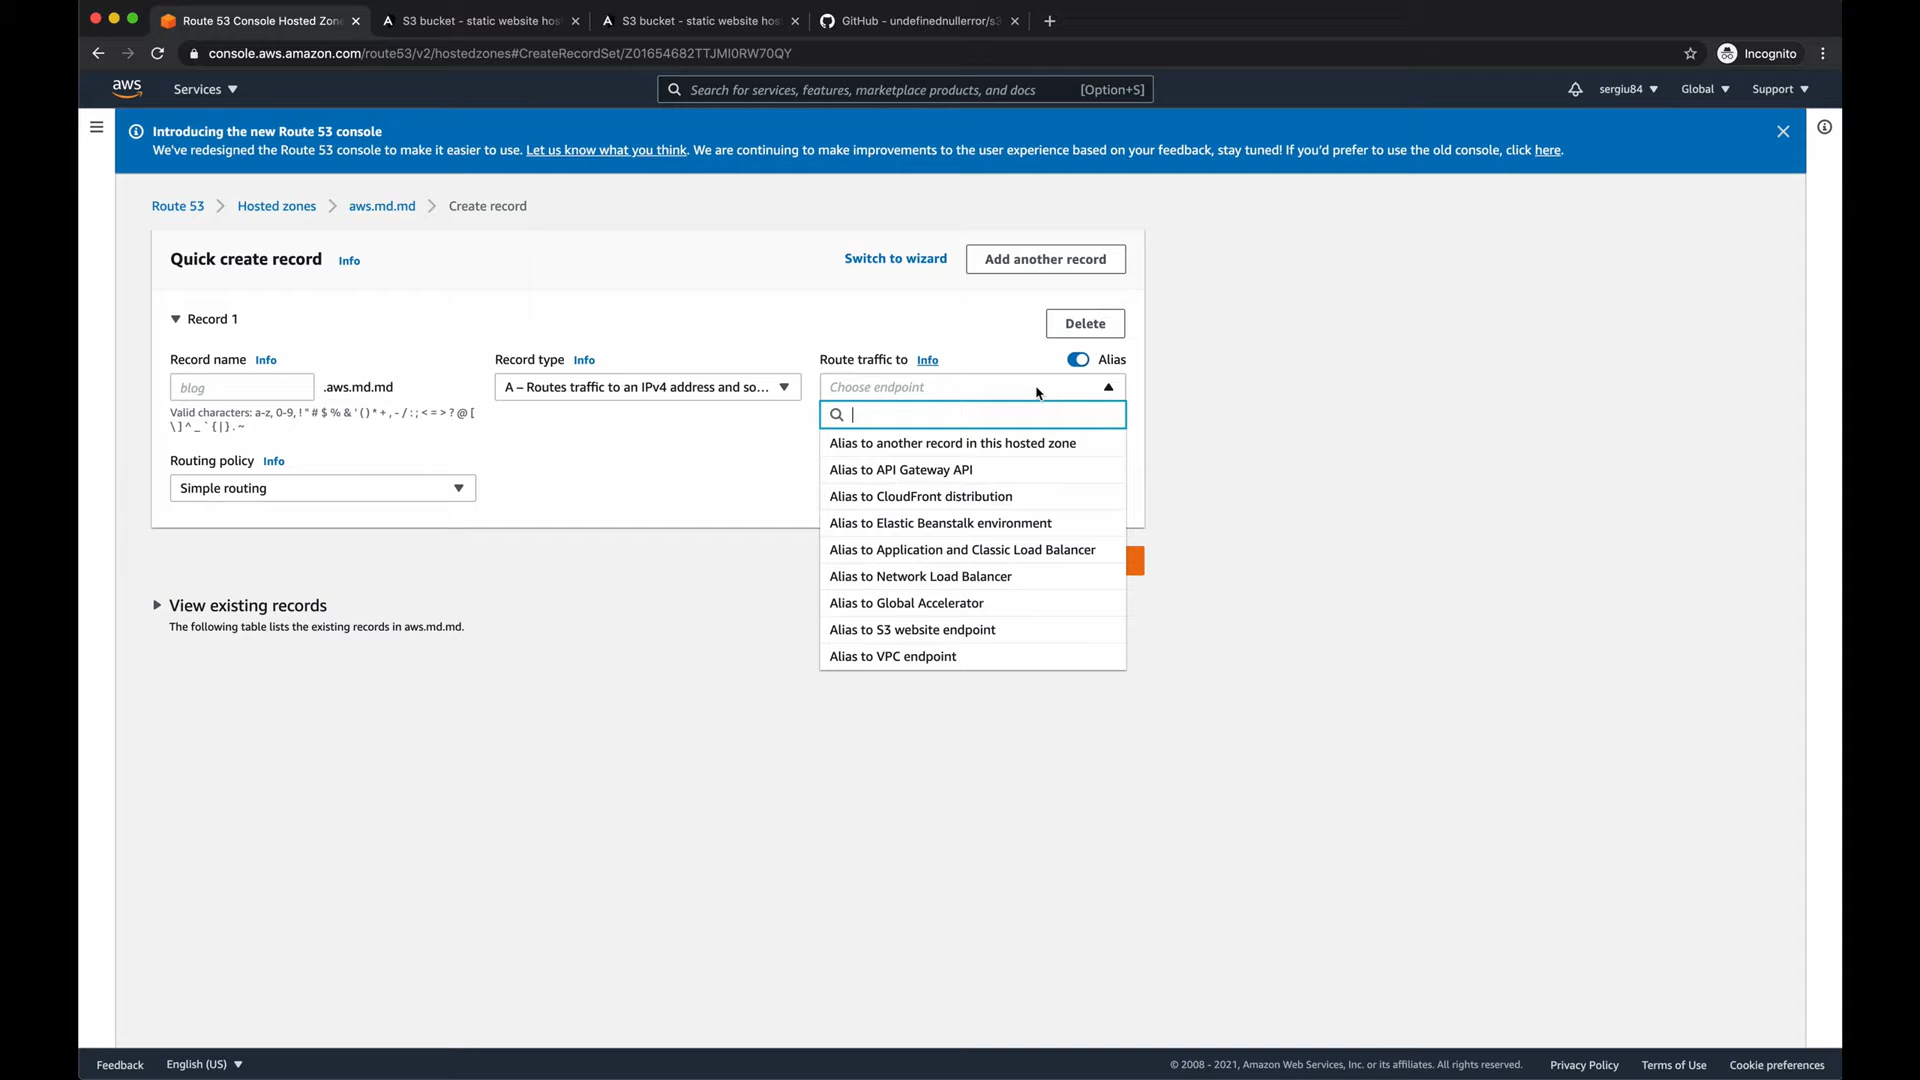 Route 53 Console Hosted Zone
S3 bucket - static website hos
S3 bucket - static website hos
GitHub - undefinednullerror/s3
console.aws.amazon.com/route53/v2/hostedzones#CreateRecordSet/Z01654682TTJMI0RW70QY
Incognito
aws
Services
Search for services, features, marketplace products, and docs
[Option+S]
sergiu84
Global
Support
Introducing the new Route 53 console
We've redesigned the Route 53 console to make it easier to use. Let us know what you think. We are continuing to make improvements to the user experience based on your feedback, stay tuned! If you'd prefer to use the old console, click here.
Route 53
Hosted zones
aws.md.md
Create record
Quick create record
Info
Switch to wizard
Add another record
Record 1
Delete
Record name Info
Record type Info
Route traffic to Info
Alias
blog
.aws.md.md
A – Routes traffic to an IPv4 address and so...
Choose endpoint
Valid characters: a-z, 0-9, ! " # $ % & ' ( ) * + , - / : ; < = > ? @ [
\ ] ^ _ ` { | } . ~
Routing policy Info
Simple routing
Alias to another record in this hosted zone
Alias to API Gateway API
Alias to CloudFront distribution
Alias to Elastic Beanstalk environment
Alias to Application and Classic Load Balancer
Alias to Network Load Balancer
Alias to Global Accelerator
Alias to S3 website endpoint
Alias to VPC endpoint
View existing records
The following table lists the existing records in aws.md.md.
Feedback
English (US)
© 2008 - 2021, Amazon Web Services, Inc. or its affiliates. All rights reserved.
Privacy Policy
Terms of Use
Cookie preferences